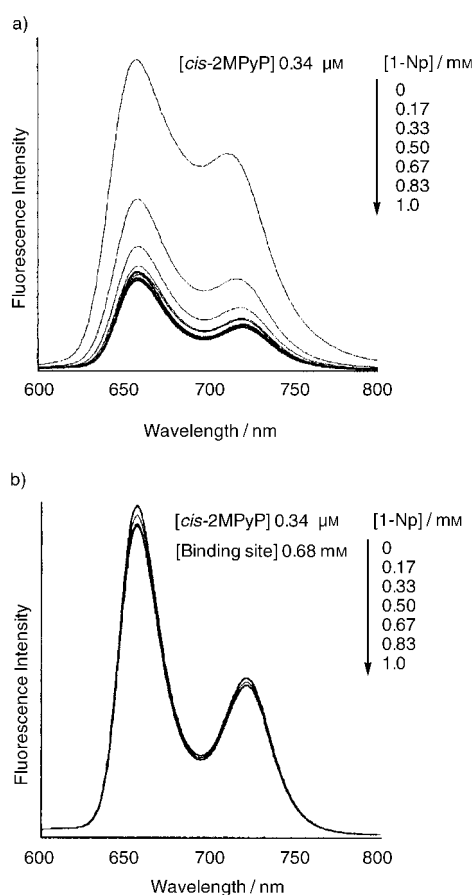 a)
[cis-2MPyP] 0.34 μM [1-Np] / mM
0
0.17
0.33
0.50
0.67
0.83
1.0
Fluorescence Intensity
600 650 700 750 800
Wavelength / nm
b)
[cis-2MPyP] 0.34 μM [1-Np] / mM
[Binding site] 0.68 mM
0
0.17
0.33
0.50
0.67
0.83
1.0
Fluorescence Intensity
600 650 700 750 800
Wavelength / nm